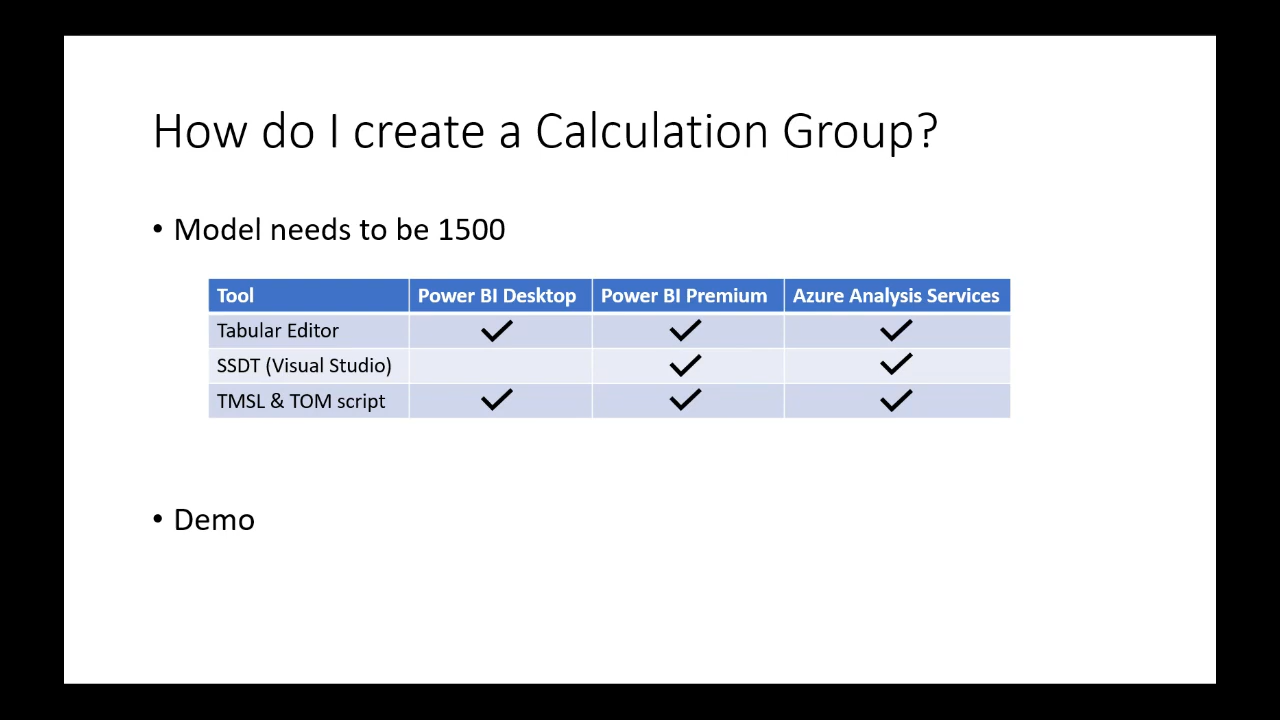 How do I create a Calculation Group?
• Model needs to be 1500
Tool Power BI Desktop Power BI Premium Azure Analysis Services
Tabular Editor ✓ ✓ ✓
SSDT (Visual Studio) ✓ ✓
TMSL & TOM script ✓ ✓ ✓
• Demo